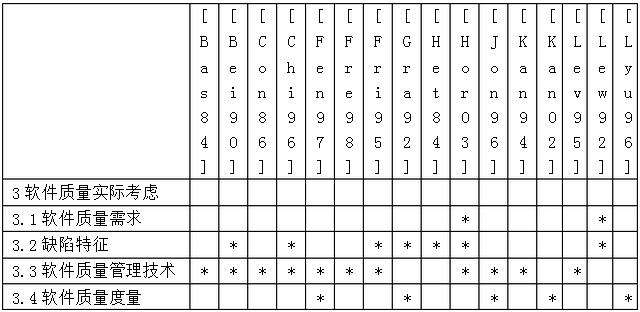 [Bas84] [Bei90] [Con86] [Chi96] [Fen97] [Fre98] [Fri95] [Gra92] [Het84] [Hor03] [Jon96] [Kan94] [Kan02] [Lev95] [Lew92] [Lyu96]
3 软件质量实际考虑
3.1 软件质量需求 * *
3.2 缺陷特征 * * * * * * *
3.3 软件质量管理技术 * * * * * * * * * * *
3.4 软件质量度量 * * * * *